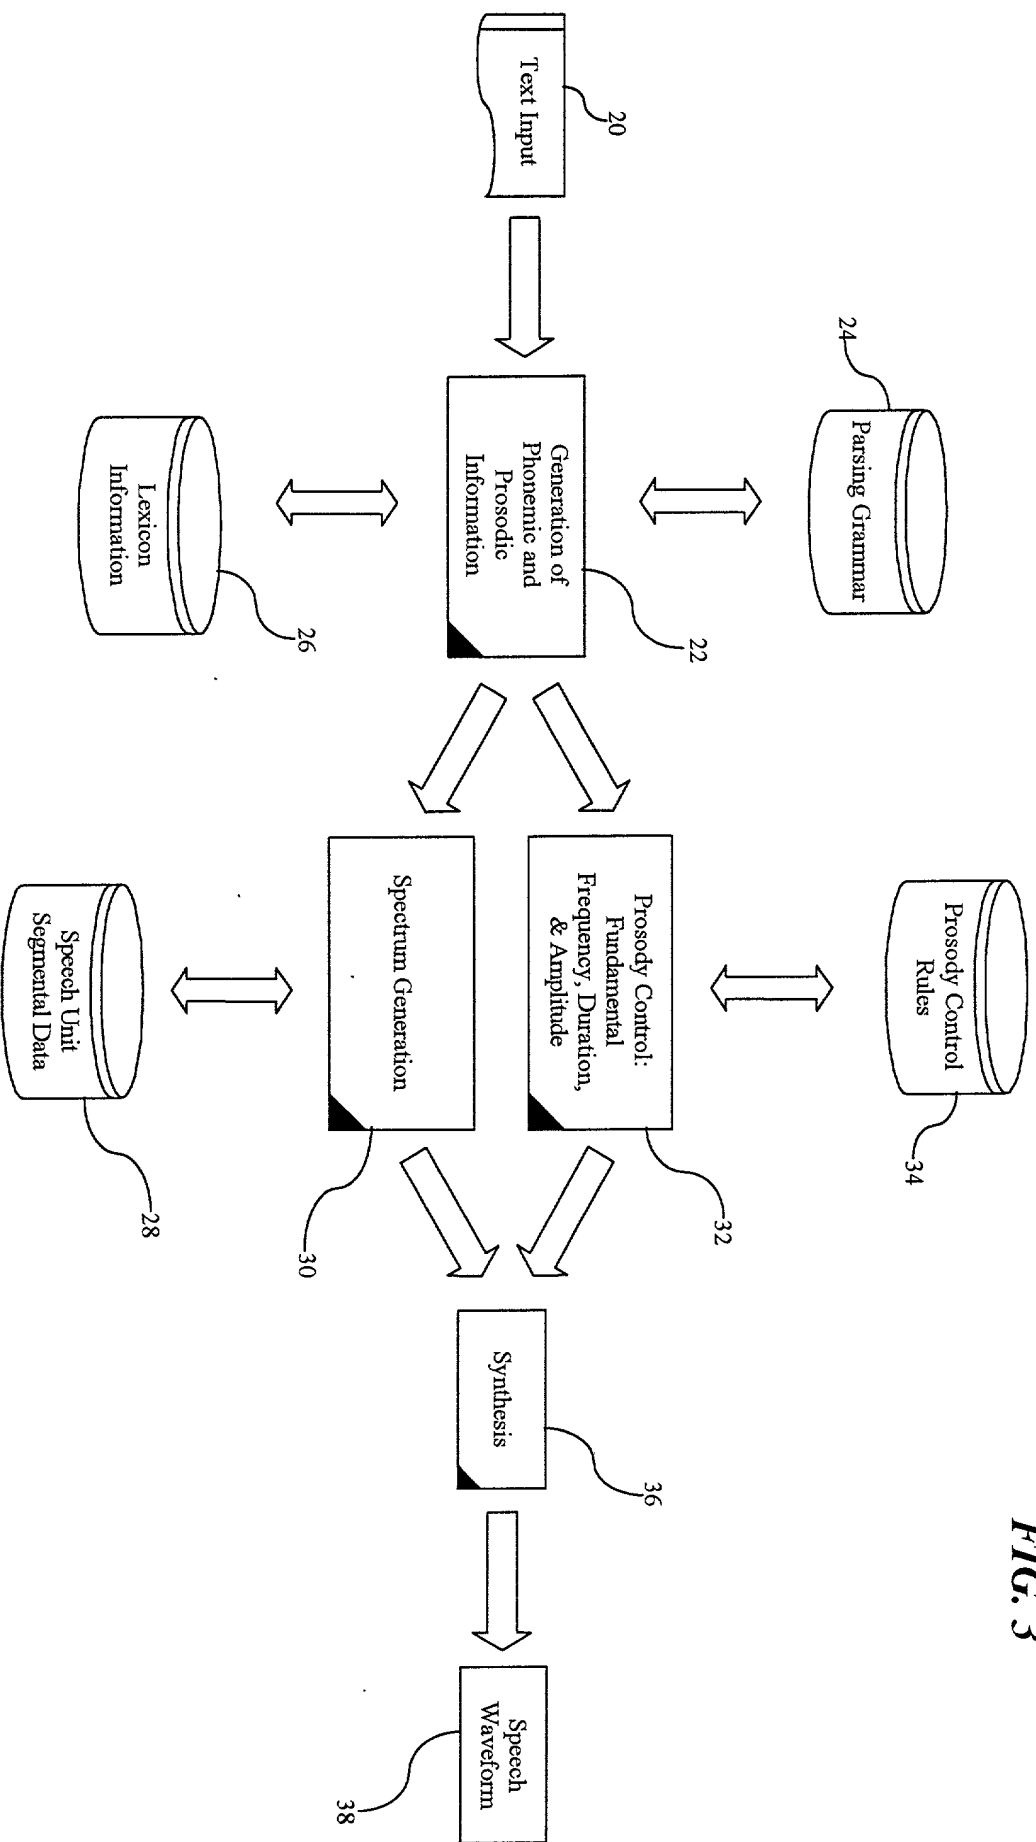 FIG. 3
24
Parsing Grammar
Prosody Control
Rules
34
20
Text Input
22
Generation of
Phonemic and
Prosodic
Information
Prosody Control:
Fundamental
Frequency, Duration,
& Amplitude
32
Spectrum Generation
30
36
Synthesis
Speech
Waveform
38
26
Lexicon
Information
Speech Unit
Segmental Data
28